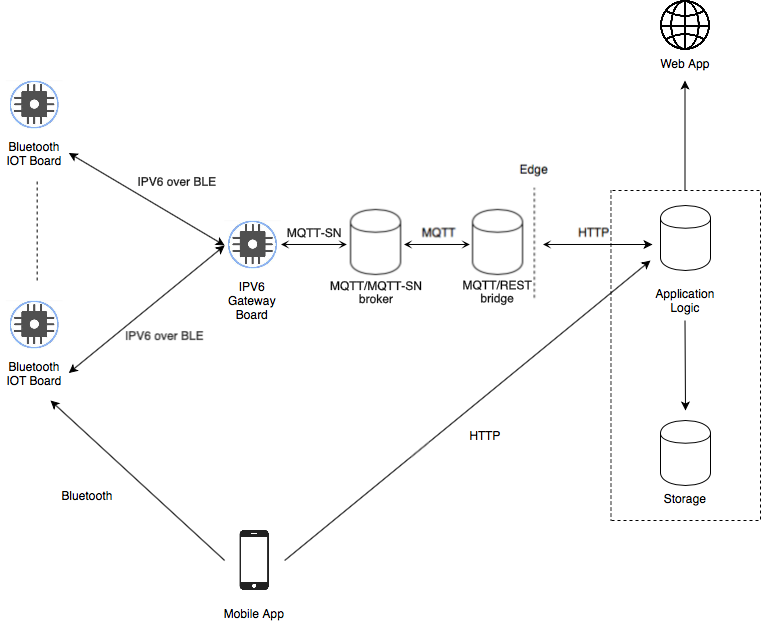 Web App
Bluetooth
IOT Board
IPV6 over BLE
Edge
MQTT-SN
MQTT
HTTP
IPV6
Gateway
Board
MQTT/MQTT-SN
broker
MQTT/REST
bridge
Application
Logic
IPV6 over BLE
Bluetooth
IOT Board
HTTP
Bluetooth
Storage
Mobile App